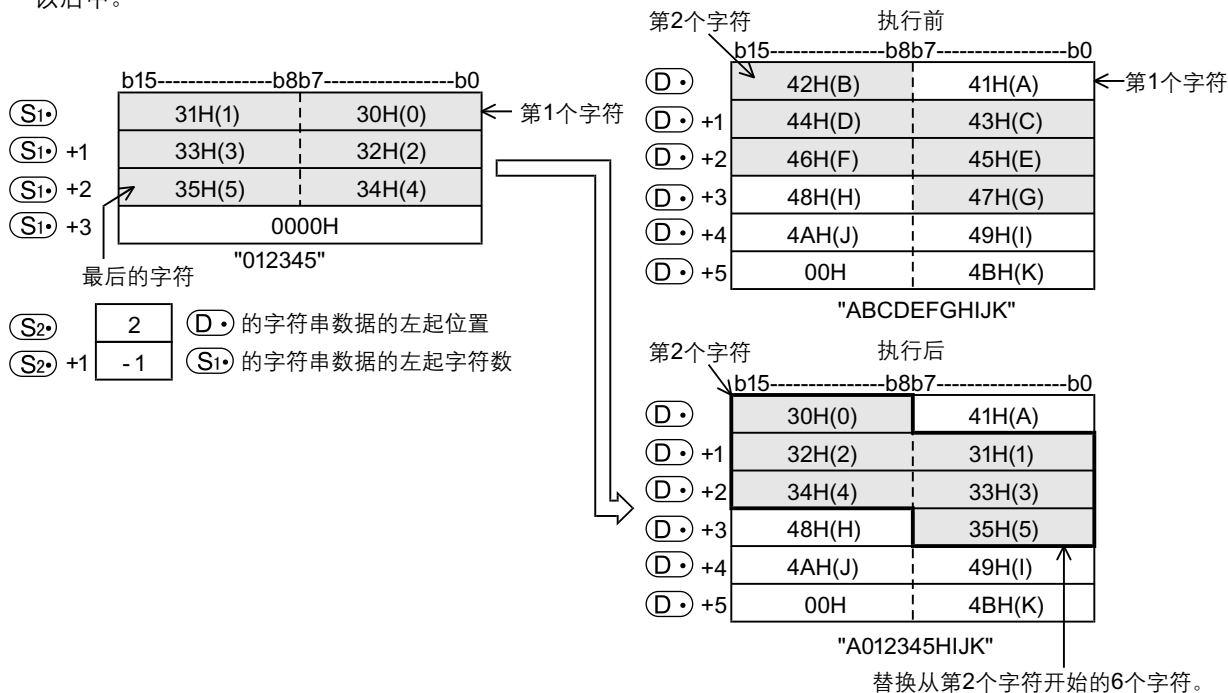 第2个字符 执行前
b15---------------b8b7------------------b0
D· 42H(B) 41H(A) 第1个字符
D· +1 44H(D) 43H(C)
D· +2 46H(F) 45H(E)
D· +3 48H(H) 47H(G)
D· +4 4AH(J) 49H(I)
D· +5 00H 4BH(K)
"ABCDEFGHIJK"
b15---------------b8b7------------------b0
S1· 31H(1) 30H(0) 第1个字符
S1· +1 33H(3) 32H(2)
S1· +2 35H(5) 34H(4)
S1· +3 0000H
"012345"
最后的字符
S2· 2 D· 的字符串数据的左起位置
S2· +1 -1 S1· 的字符串数据的左起字符数
第2个字符 执行后
b15---------------b8b7------------------b0
D· 30H(0) 41H(A)
D· +1 32H(2) 31H(1)
D· +2 34H(4) 33H(3)
D· +3 48H(H) 35H(5)
D· +4 4AH(J) 49H(I)
D· +5 00H 4BH(K)
"A012345HIJK"
替换从第2个字符开始的6个字符。